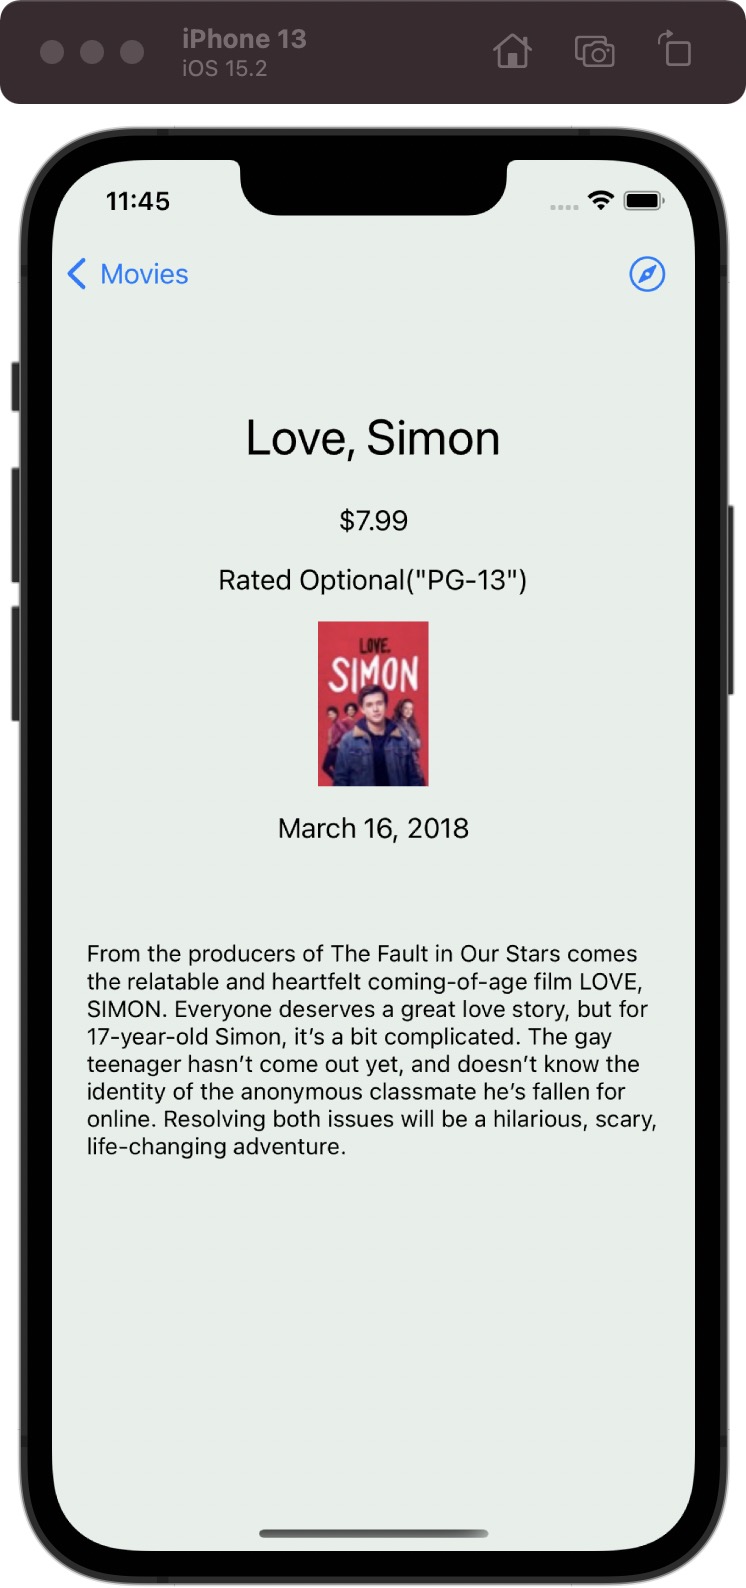 iPhone 13
iOS 15.2
11:45
Movies
Love, Simon
$7.99
Rated Optional("PG-13")
LOVE,
SIMON
March 16, 2018
From the producers of The Fault in Our Stars comes
the relatable and heartfelt coming-of-age film LOVE,
SIMON. Everyone deserves a great love story, but for
17-year-old Simon, it’s a bit complicated. The gay
teenager hasn’t come out yet, and doesn’t know the
identity of the anonymous classmate he’s fallen for
online. Resolving both issues will be a hilarious, scary,
life-changing adventure.